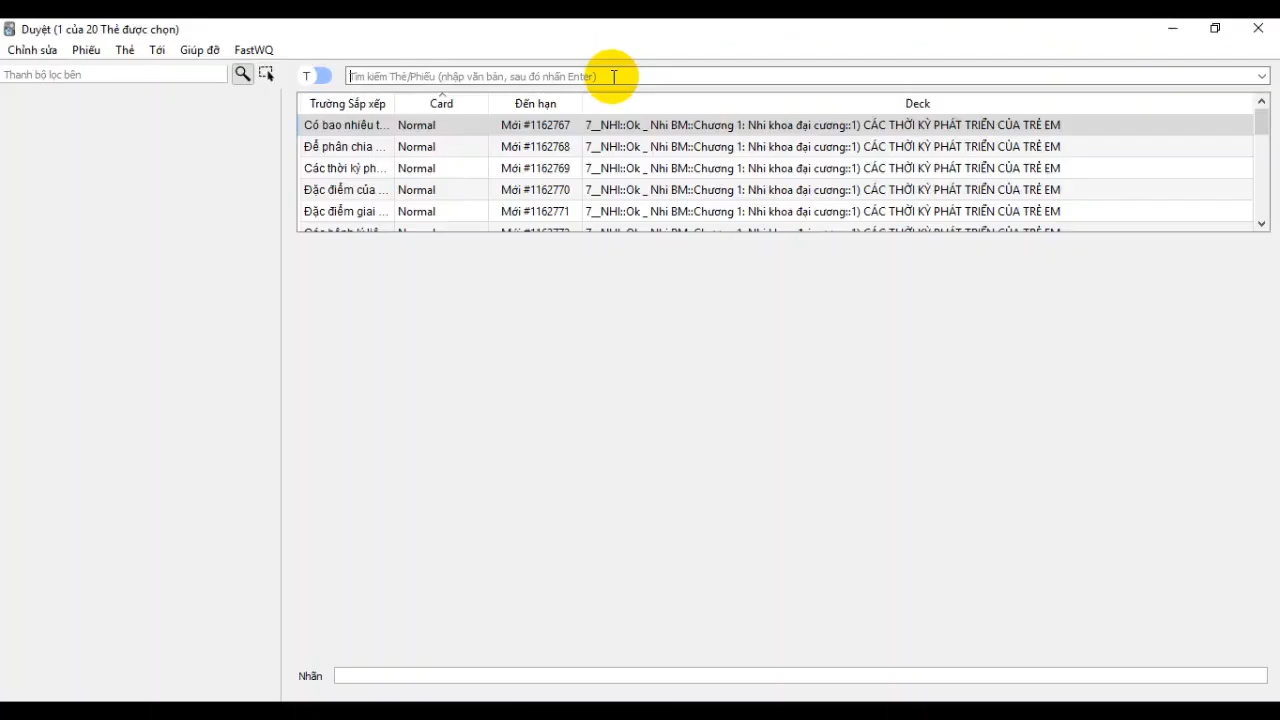 Duyệt (1 của 20 Thẻ được chọn)
Chỉnh sửa Phiếu Thẻ Tới Giúp đỡ FastWQ
Thanh bộ lọc bên T Tìm kiếm Thẻ/Phiếu (nhập văn bản, sau đó nhấn Enter)
Trường Sắp xếp Card Đến hạn Deck
Có bao nhiêu t... Normal Mới #1162767 7__NHI::Ok _ Nhi BM::Chương 1: Nhi khoa đại cương::1) CÁC THỜI KỲ PHÁT TRIỂN CỦA TRẺ EM
Để phân chia ... Normal Mới #1162768 7__NHI::Ok _ Nhi BM::Chương 1: Nhi khoa đại cương::1) CÁC THỜI KỲ PHÁT TRIỂN CỦA TRẺ EM
Các thời kỳ ph... Normal Mới #1162769 7__NHI::Ok _ Nhi BM::Chương 1: Nhi khoa đại cương::1) CÁC THỜI KỲ PHÁT TRIỂN CỦA TRẺ EM
Đặc điểm của ... Normal Mới #1162770 7__NHI::Ok _ Nhi BM::Chương 1: Nhi khoa đại cương::1) CÁC THỜI KỲ PHÁT TRIỂN CỦA TRẺ EM
Đặc điểm giai ... Normal Mới #1162771 7__NHI::Ok _ Nhi BM::Chương 1: Nhi khoa đại cương::1) CÁC THỜI KỲ PHÁT TRIỂN CỦA TRẺ EM
Nhãn